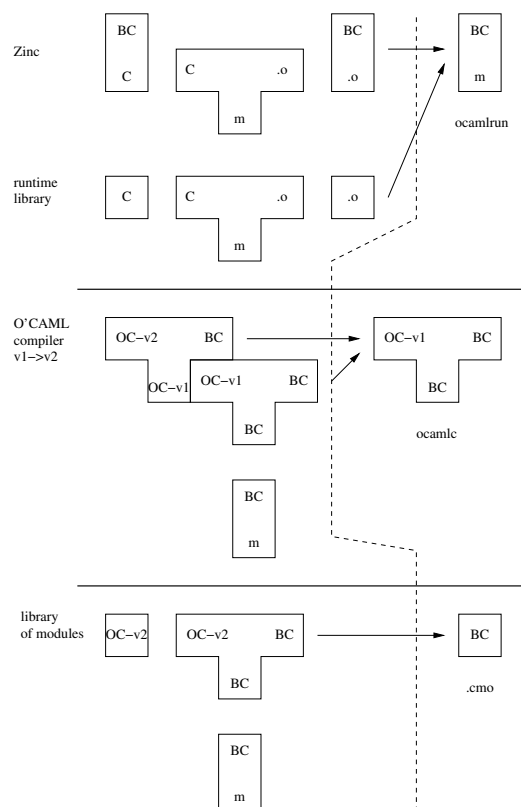 Zinc
BC
C
C .o
m
BC
.o
BC
m
ocamlrun
runtime
library
C
C .o
m
.o
O'CAML
compiler
v1->v2
OC-v2 BC
OC-v1
OC-v1 BC
BC
OC-v1 BC
BC
ocamlc
BC
m
library
of modules
OC-v2
OC-v2 BC
BC
BC
.cmo
BC
m